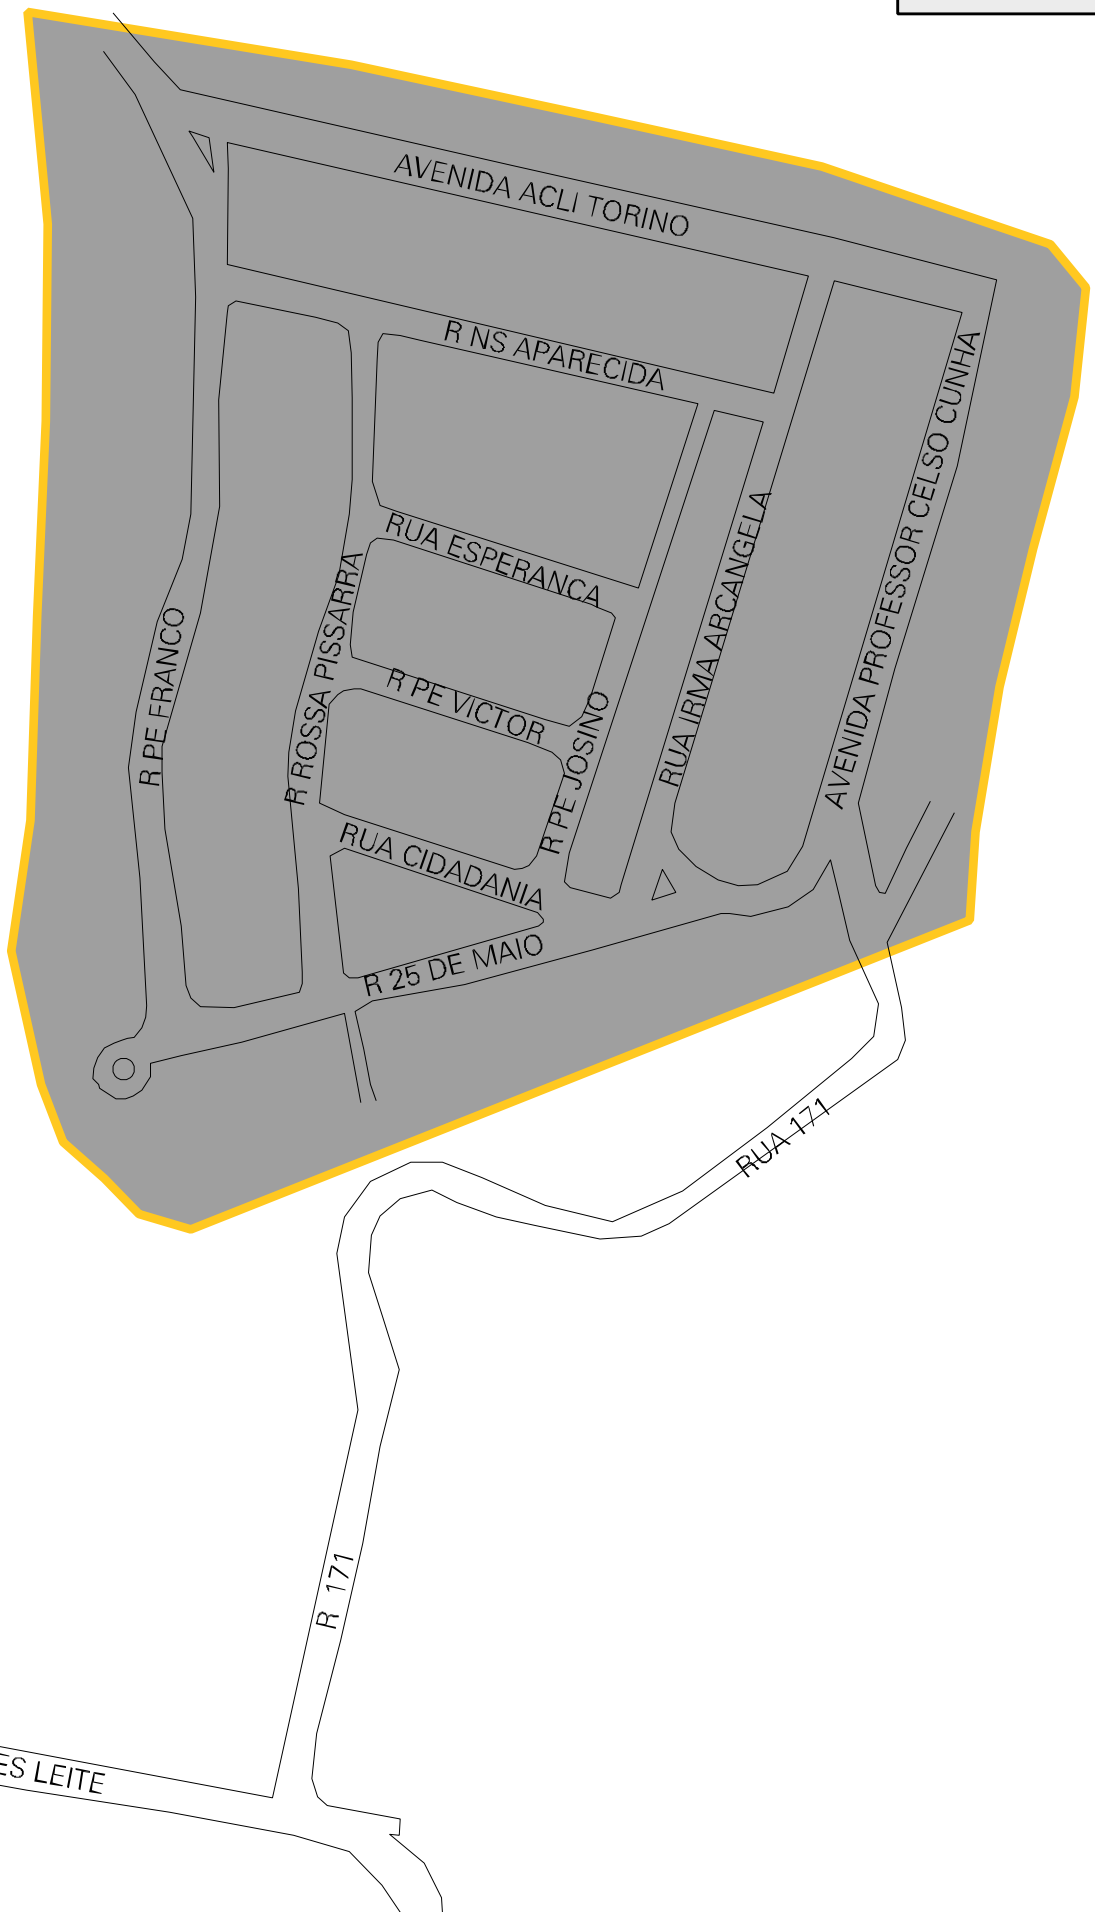 AVENIDA ACLI TORINO
R NS APARECIDA
AVENIDA PROFESSOR CELSO CUNHA
RUA IRMA ARCANGELA
RUA ESPERANCA
R ROSSA PISSARRA
R PE FRANCO
R PE VICTOR
R PE JOSINO
RUA CIDADANIA
R 25 DE MAIO
RUA 171
R 171
ES LEITE